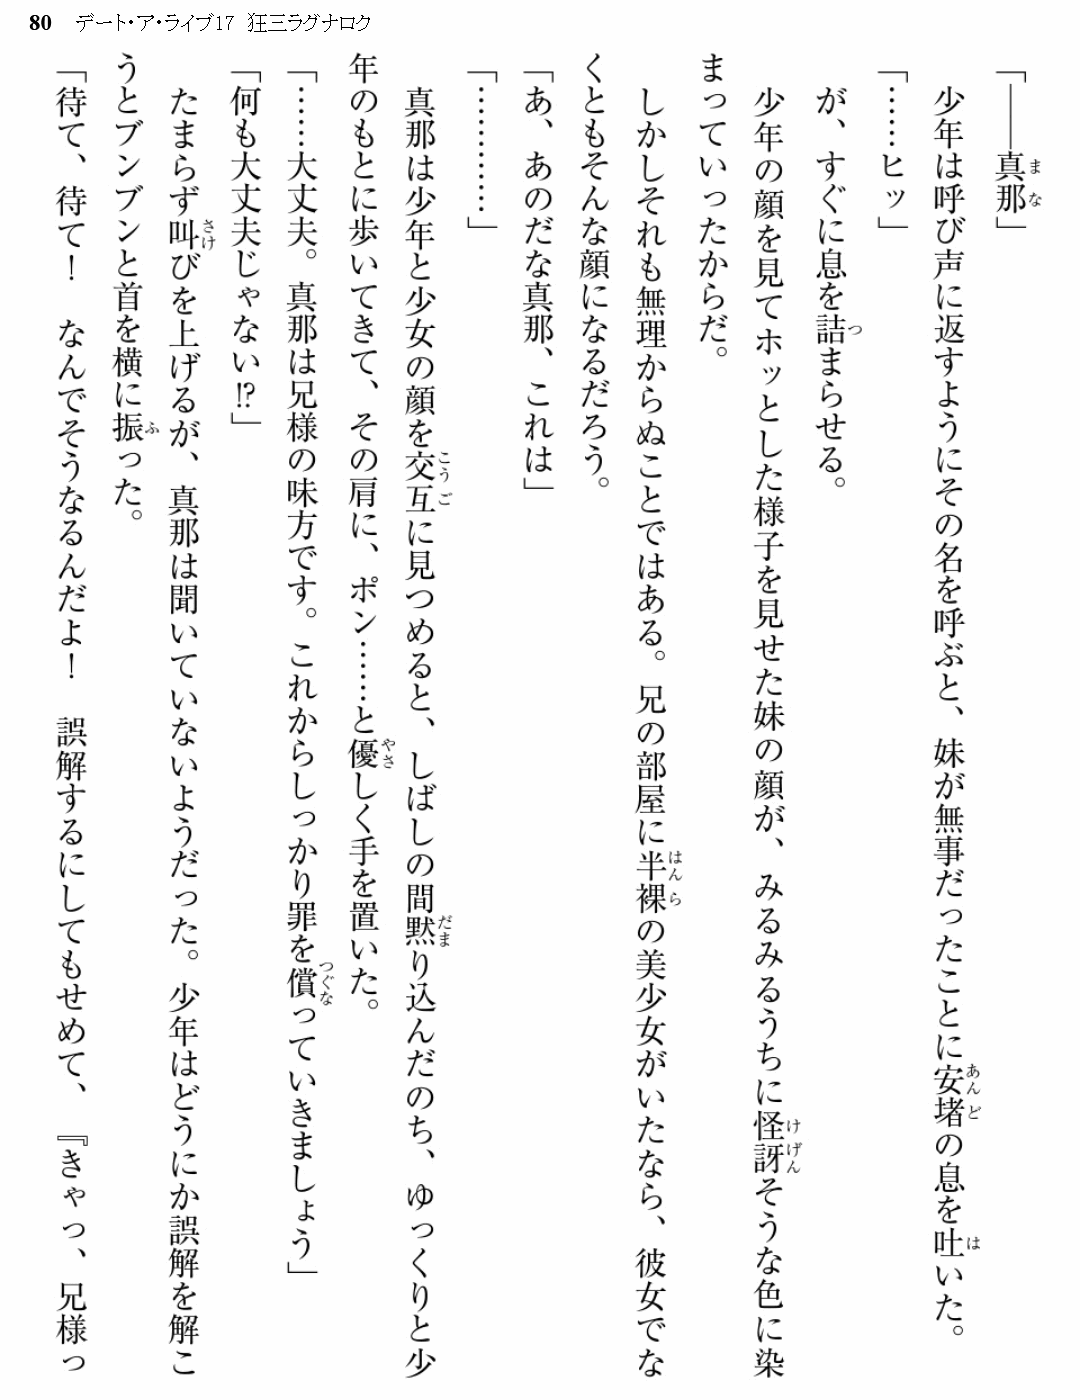 80 デート・ア・ライブ17 狂三ラグナロク
「――真那」
少年は呼び声に返すようにその名を呼ぶと、妹が無事だったことに安堵の息を吐いた。
「……ヒッ」
が、すぐに息を詰まらせる。
少年の顔を見てホッとした様子を見せた妹の顔が、みるみるうちに怪訝そうな色に染
まっていったからだ。
しかしそれも無理からぬことではある。兄の部屋に半裸の美少女がいたなら、彼女でな
くともそんな顔になるだろう。
「あ、あのだな真那、これは」
「…………」
真那は少年と少女の顔を交互に見つめると、しばしの間黙り込んだのち、ゆっくりと少
年のもとに歩いてきて、その肩に、ポン……と優しく手を置いた。
「……大丈夫。真那は兄様の味方です。これからしっかり罪を償っていきましょう」
「何も大丈夫じゃない!?」
たまらず叫びを上げるが、真那は聞いていないようだった。少年はどうにか誤解を解こ
うとブンブンと首を横に振った。
「待て、待て！　なんでそうなるんだよ！　誤解するにしてもせめて、『きゃっ、兄様っ